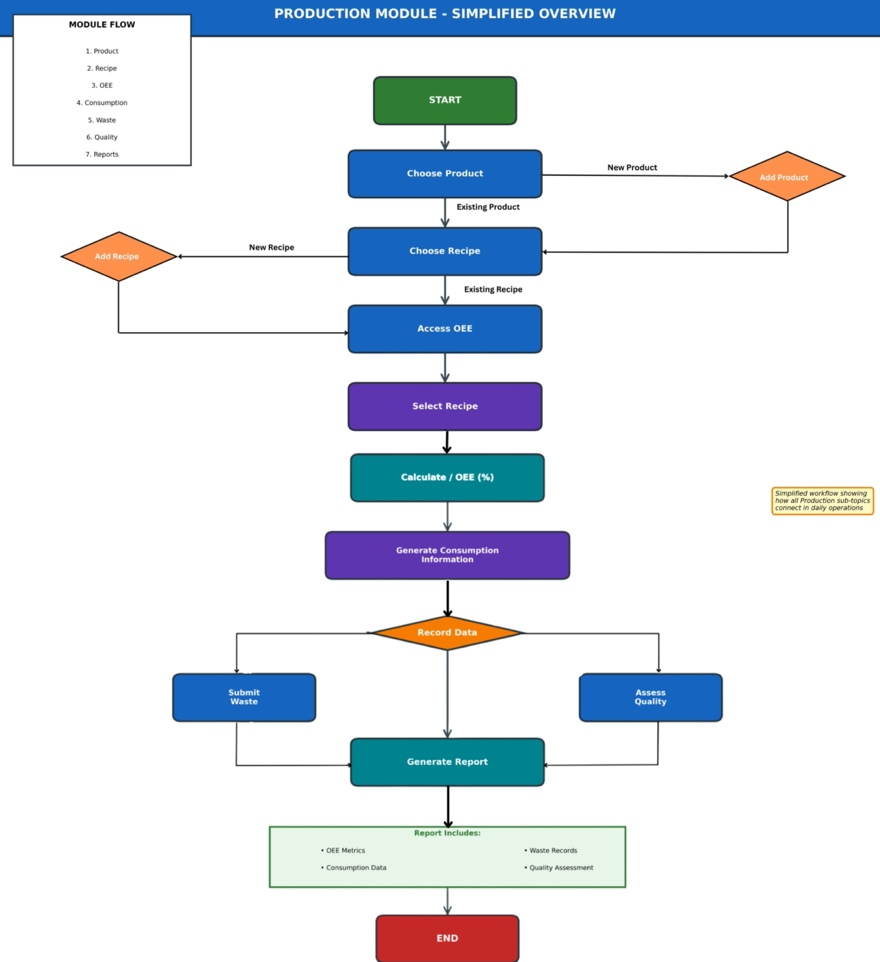 PRODUCTION MODULE - SIMPLIFIED OVERVIEW
MODULE FLOW
1. Product
2. Recipe
3. OEE
4. Consumption
5. Waste
6. Quality
7. Reports
START
Choose Product
New Product
Add Product
Existing Product
Choose Recipe
New Recipe
Add Recipe
Existing Recipe
Access OEE
Select Recipe
Calculate / OEE (%)
Simplified workflow showing
how all Production sub-topics
connect in daily operations
Generate Consumption
Information
Record Data
Submit
Waste
Assess
Quality
Generate Report
Report Includes:
• OEE Metrics
• Consumption Data
• Waste Records
• Quality Assessment
END